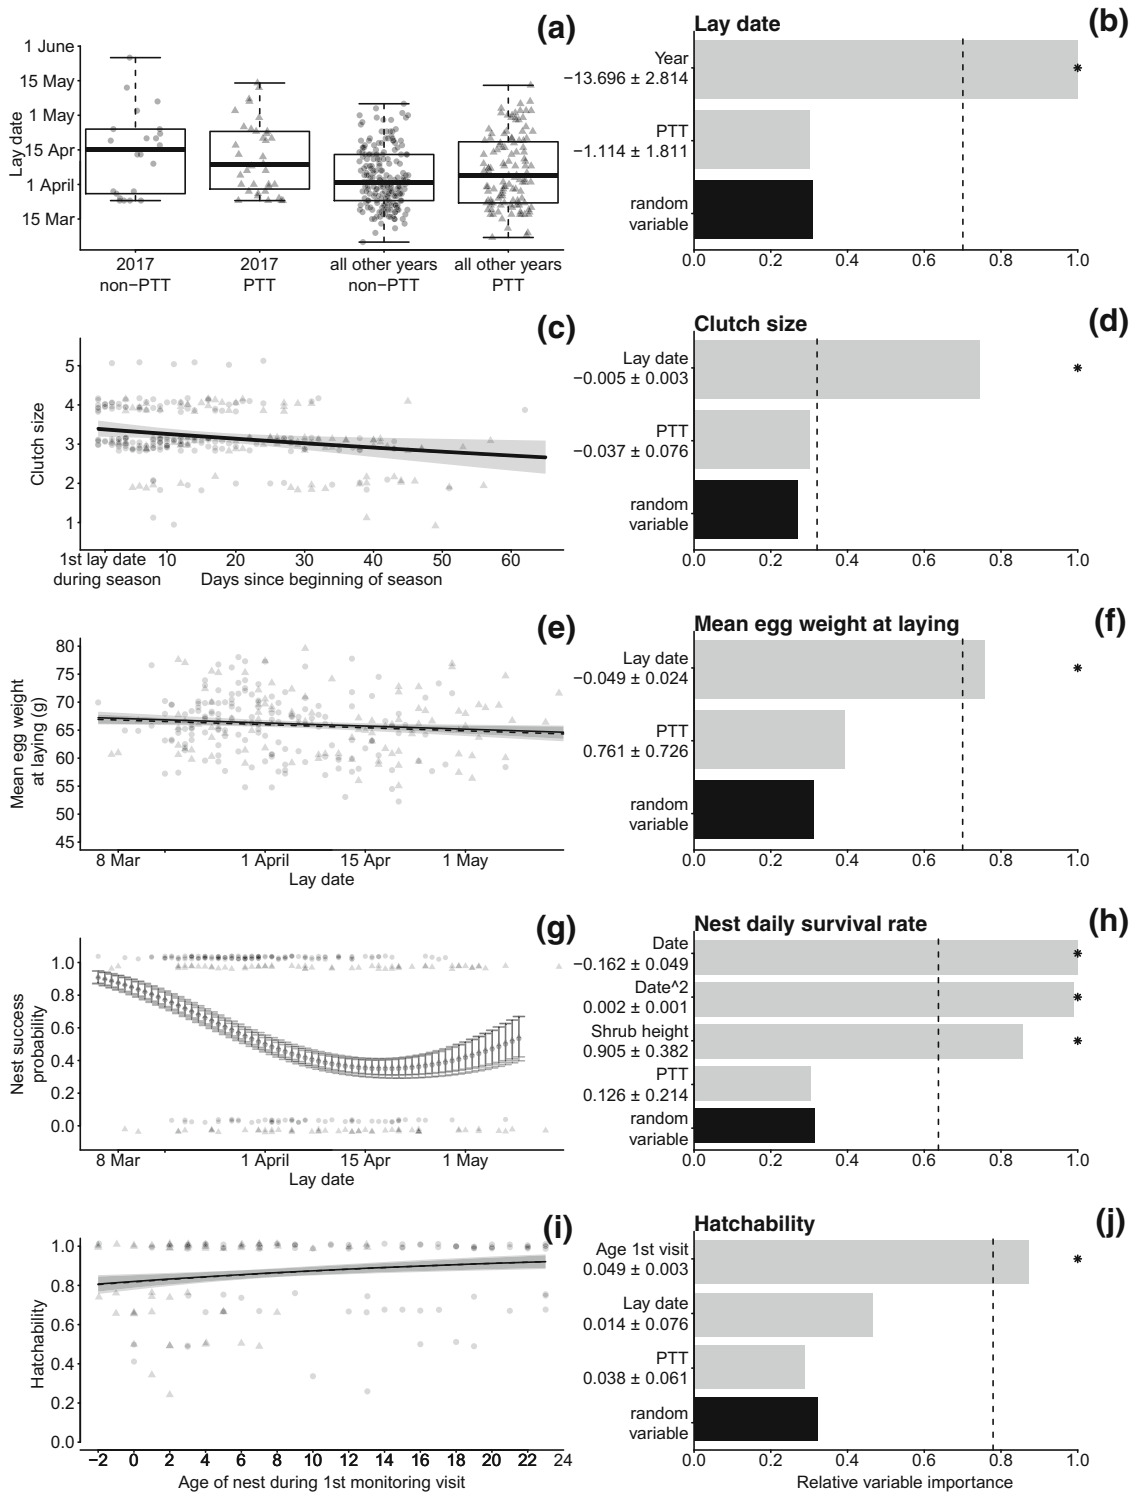 (a)
1 June
15 May
1 May
15 Apr
1 April
15 Mar
Lay date
2017
non−PTT
2017
PTT
all other years
non−PTT
all other years
PTT
(b)
Lay date
Year
−13.696 ± 2.814
*
PTT
−1.114 ± 1.811
random
variable
0.0 0.2 0.4 0.6 0.8 1.0
(c)
5
4
3
2
1
Clutch size
1st lay date
during season
10 20 30 40 50 60
Days since beginning of season
(d)
Clutch size
Lay date
−0.005 ± 0.003
*
PTT
−0.037 ± 0.076
random
variable
0.0 0.2 0.4 0.6 0.8 1.0
(e)
80
75
70
65
60
55
50
45
Mean egg weight
at laying (g)
8 Mar 1 April 15 Apr 1 May
Lay date
(f)
Mean egg weight at laying
Lay date
−0.049 ± 0.024
*
PTT
0.761 ± 0.726
random
variable
0.0 0.2 0.4 0.6 0.8 1.0
(g)
1.0
0.8
0.6
0.4
0.2
0.0
Nest success
probability
8 Mar 1 April 15 Apr 1 May
Lay date
(h)
Nest daily survival rate
Date
−0.162 ± 0.049
*
Date^2
0.002 ± 0.001
*
Shrub height
0.905 ± 0.382
*
PTT
0.126 ± 0.214
random
variable
0.0 0.2 0.4 0.6 0.8 1.0
(i)
1.0
0.8
0.6
0.4
0.2
0.0
Hatchability
−2 0 2 4 6 8 10 12 14 16 18 20 22 24
Age of nest during 1st monitoring visit
(j)
Hatchability
Age 1st visit
0.049 ± 0.003
*
Lay date
0.014 ± 0.076
PTT
0.038 ± 0.061
random
variable
0.0 0.2 0.4 0.6 0.8 1.0
Relative variable importance